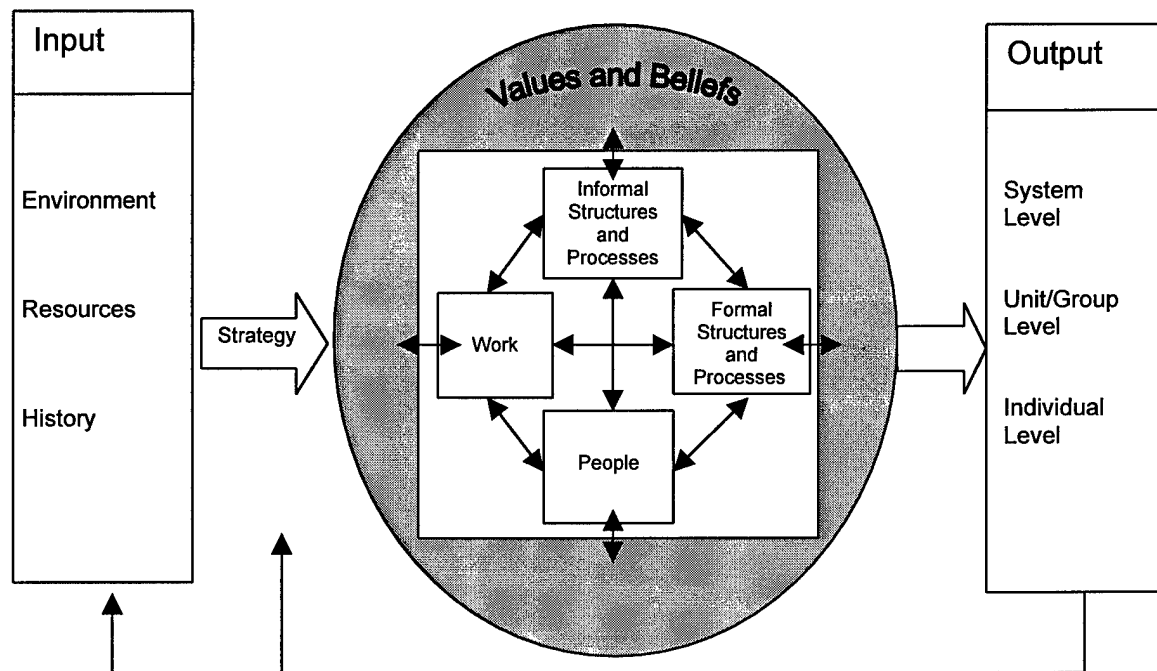 Input
Environment
Resources
History
Strategy
Values and Beliefs
Informal
Structures
and
Processes
Work
Formal
Structures
and
Processes
People
Output
System
Level
Unit/Group
Level
Individual
Level